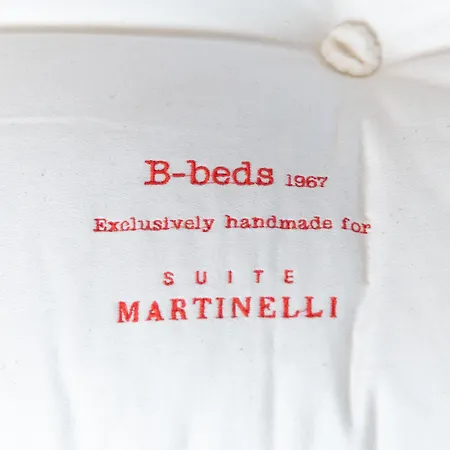 B-beds 1967
Exclusively handmade for
SUITE
MARTINELLI